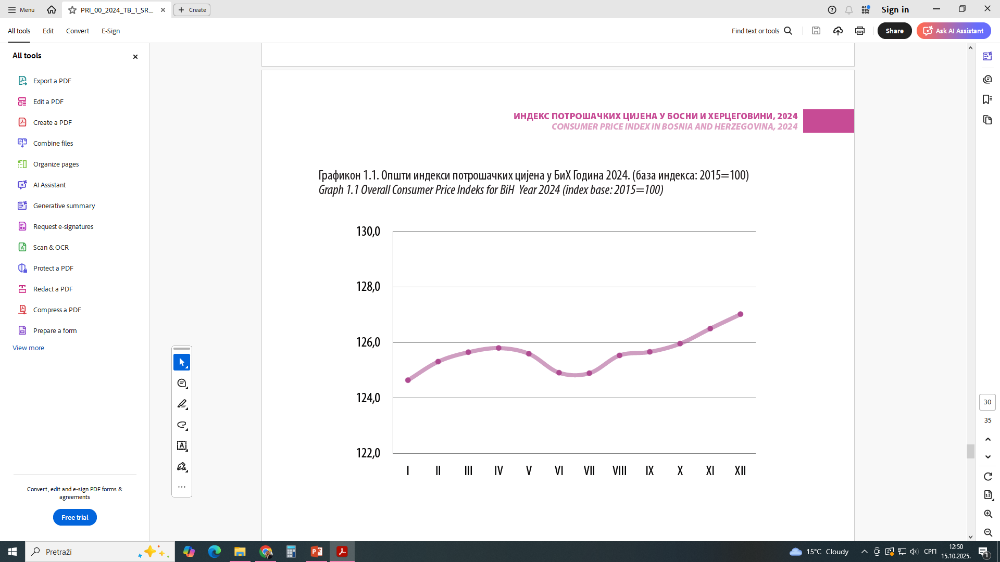 Menu
PRI_00_2024_TB_1_SR...
Create
Sign in
All tools
Edit
Convert
E-Sign
Find text or tools
Share
Ask AI Assistant
All tools
Export a PDF
Edit a PDF
Create a PDF
Combine files
Organize pages
AI Assistant
Generative summary
Request e-signatures
Scan & OCR
Protect a PDF
Redact a PDF
Compress a PDF
Prepare a form
View more
Convert, edit and e-sign PDF forms &
agreements
Free trial
ИНДЕКС ПОТРОШАЧКИХ ЦИЈЕНА У БОСНИ И ХЕРЦЕГОВИНИ, 2024
CONSUMER PRICE INDEX IN BOSNIA AND HERZEGOVINA, 2024
Графикон 1.1. Општи индекси потрошачких цијена у БиХ Година 2024. (база индекса: 2015=100)
Graph 1.1 Overall Consumer Price Indeks for BiH Year 2024 (index base: 2015=100)
130,0
128,0
126,0
124,0
122,0
I II III IV V VI VII VIII IX X XI XII
30
35
1:1
Pretraži
15°C Cloudy
СРП
12:50
15.10.2025.
1